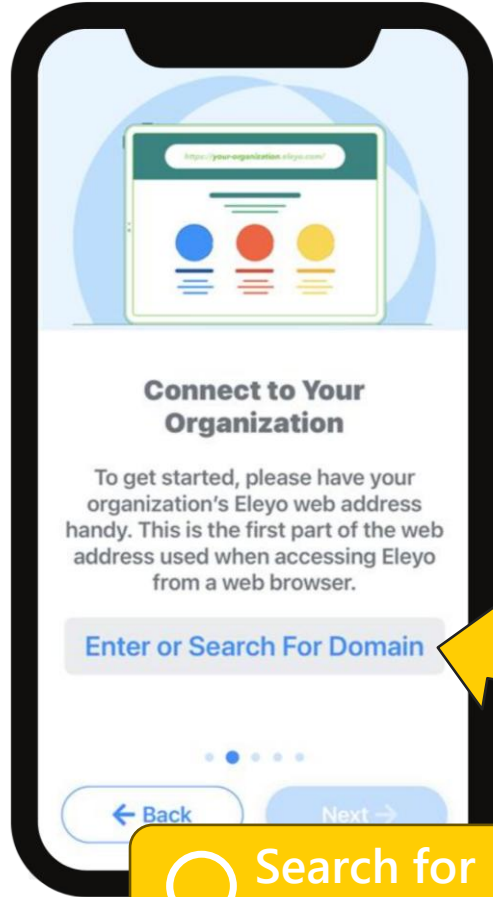 https://your-organization.eleyo.com/
Connect to Your
Organization
To get started, please have your
organization's Eleyo web address
handy. This is the first part of the web
address used when accessing Eleyo
from a web browser.
Enter or Search For Domain
← Back
Next →
Search for